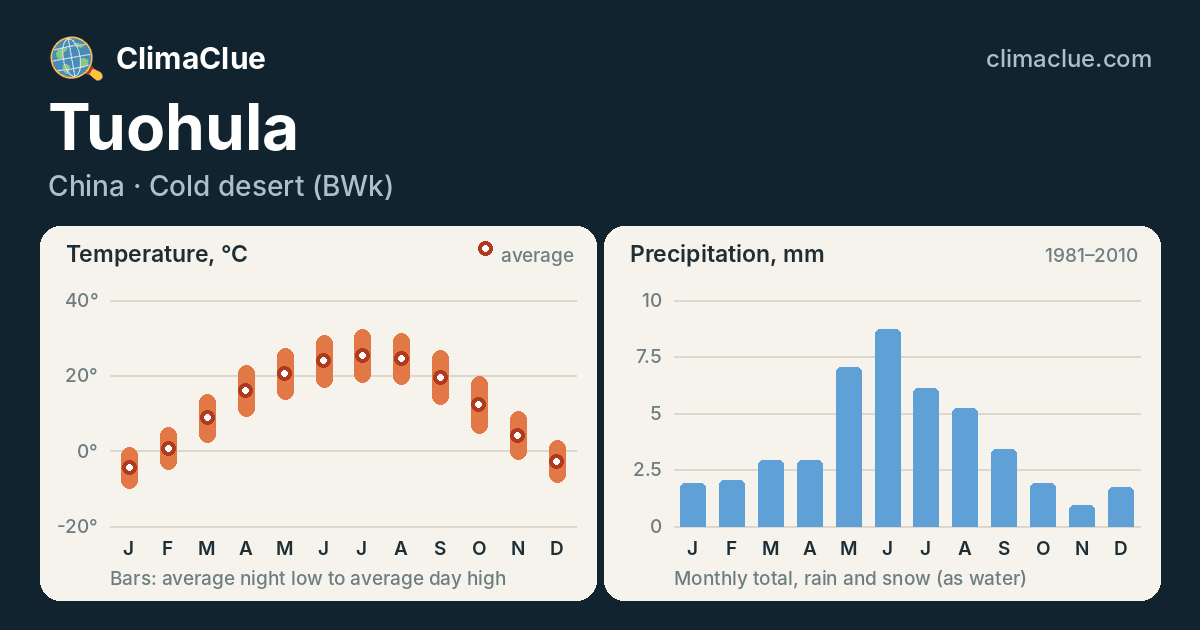 ClimaClue
climaclue.com
Tuohula
China · Cold desert (BWk)
Temperature, °C
average
40°
20°
0°
-20°
J F M A M J J A S O N D
Bars: average night low to average day high
Precipitation, mm
1981–2010
10
7.5
5
2.5
0
J F M A M J J A S O N D
Monthly total, rain and snow (as water)